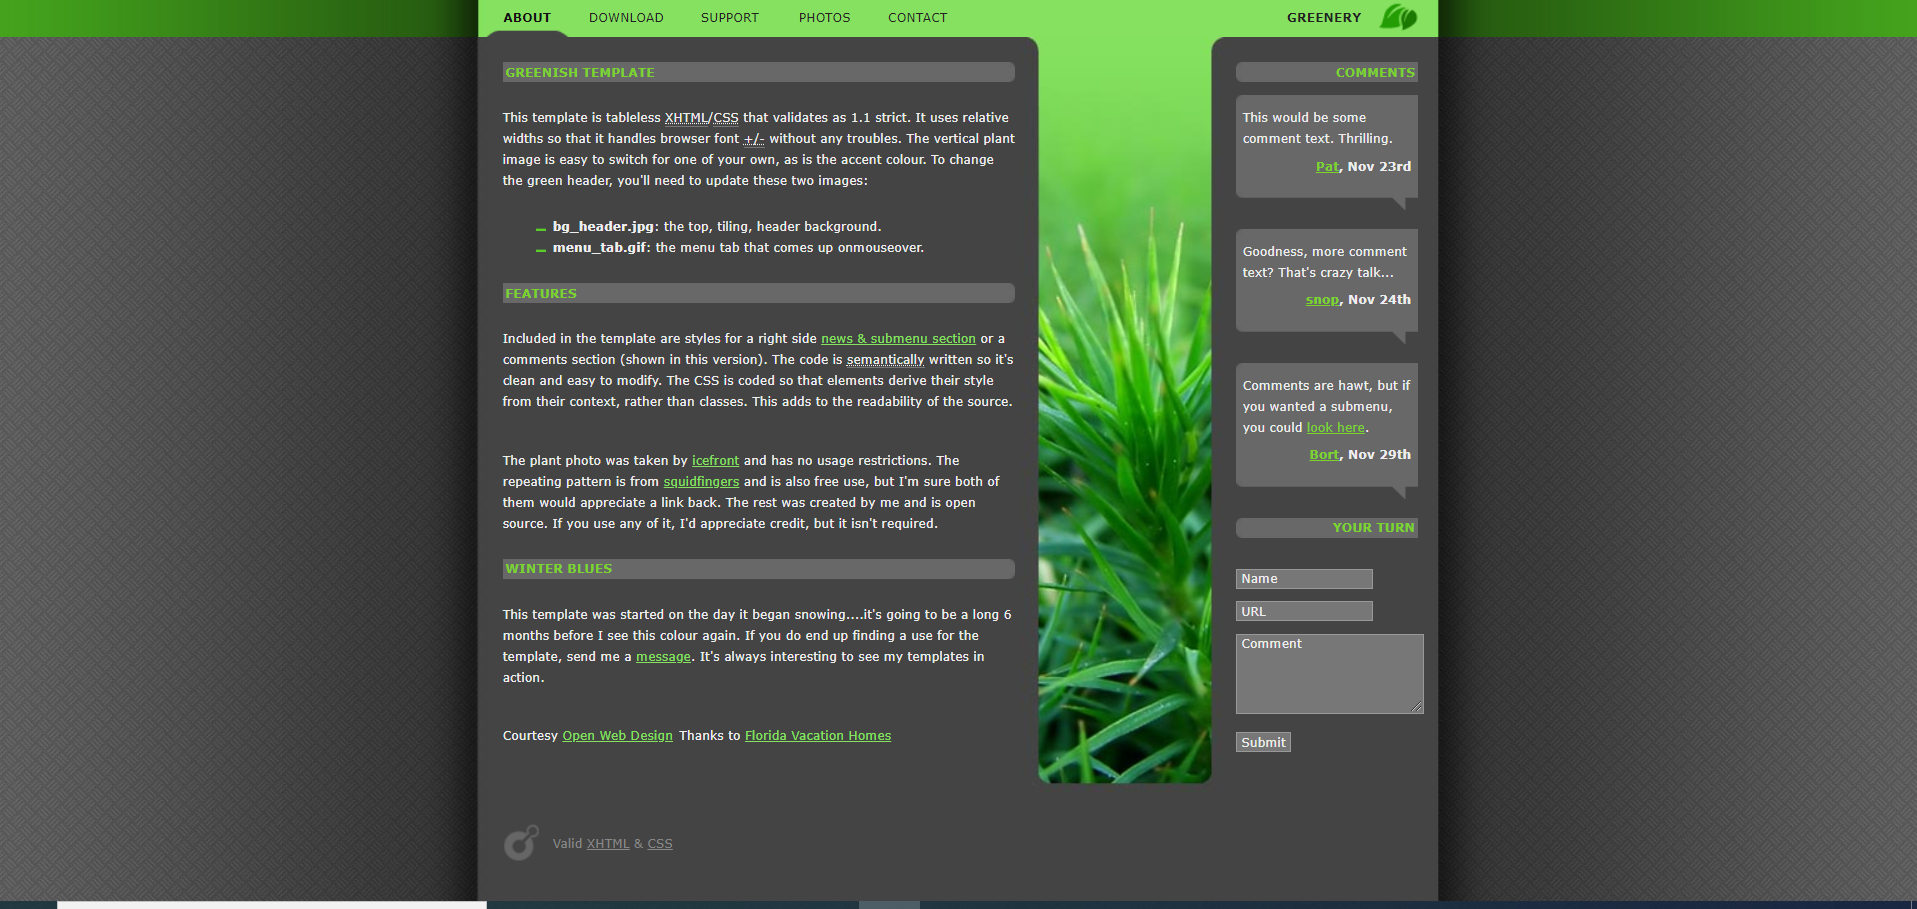 ABOUT DOWNLOAD SUPPORT PHOTOS CONTACT GREENERY
GREENISH TEMPLATE
This template is tableless XHTML/CSS that validates as 1.1 strict. It uses relative
widths so that it handles browser font +/- without any troubles. The vertical plant
image is easy to switch for one of your own, as is the accent colour. To change
the green header, you'll need to update these two images:
bg_header.jpg: the top, tiling, header background.
menu_tab.gif: the menu tab that comes up onmouseover.
FEATURES
Included in the template are styles for a right side news & submenu section or a
comments section (shown in this version). The code is semantically written so it's
clean and easy to modify. The CSS is coded so that elements derive their style
from their context, rather than classes. This adds to the readability of the source.
The plant photo was taken by icefront and has no usage restrictions. The
repeating pattern is from squidfingers and is also free use, but I'm sure both of
them would appreciate a link back. The rest was created by me and is open
source. If you use any of it, I'd appreciate credit, but it isn't required.
WINTER BLUES
This template was started on the day it began snowing....it's going to be a long 6
months before I see this colour again. If you do end up finding a use for the
template, send me a message. It's always interesting to see my templates in
action.
Courtesy Open Web Design Thanks to Florida Vacation Homes
COMMENTS
This would be some
comment text. Thrilling.
Pat, Nov 23rd
Goodness, more comment
text? That's crazy talk...
snop, Nov 24th
Comments are hawt, but if
you wanted a submenu,
you could look here.
Bort, Nov 29th
YOUR TURN
Name
URL
Comment
Submit
Valid XHTML & CSS